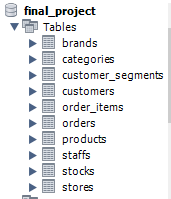 final_project
Tables
brands
categories
customer_segments
customers
order_items
orders
products
staffs
stocks
stores